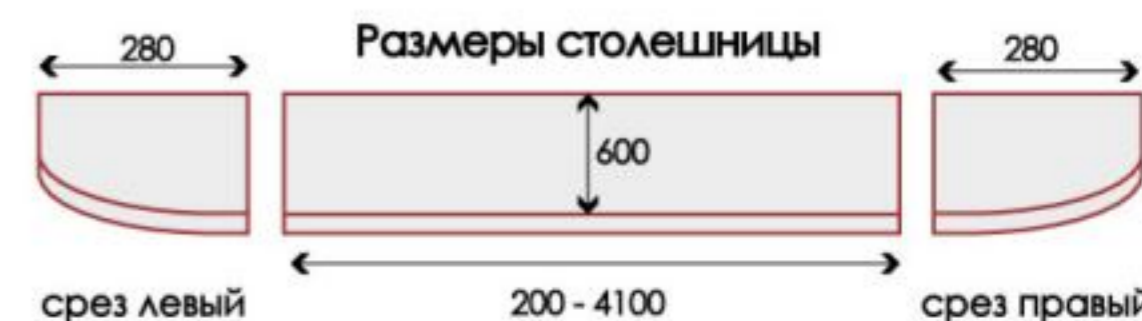 280
Размеры столешницы
280
600
срез левый
200 - 4100
срез правый